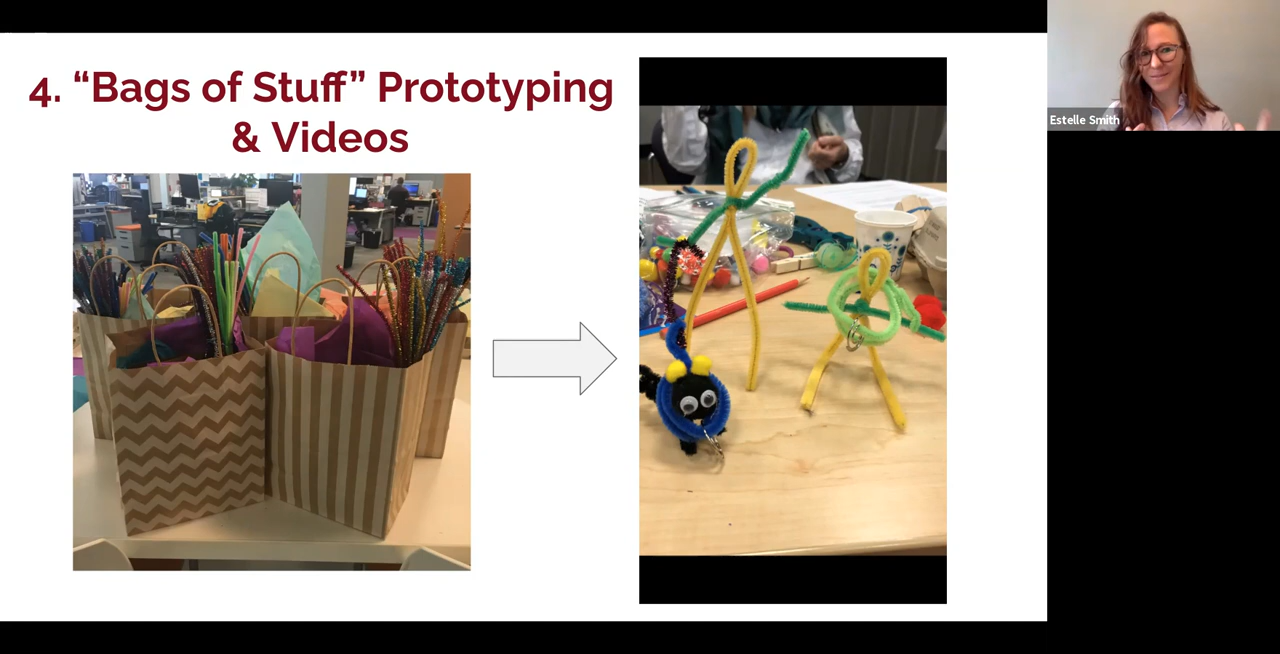 4. “Bags of Stuff” Prototyping
& Videos
Estelle Smith